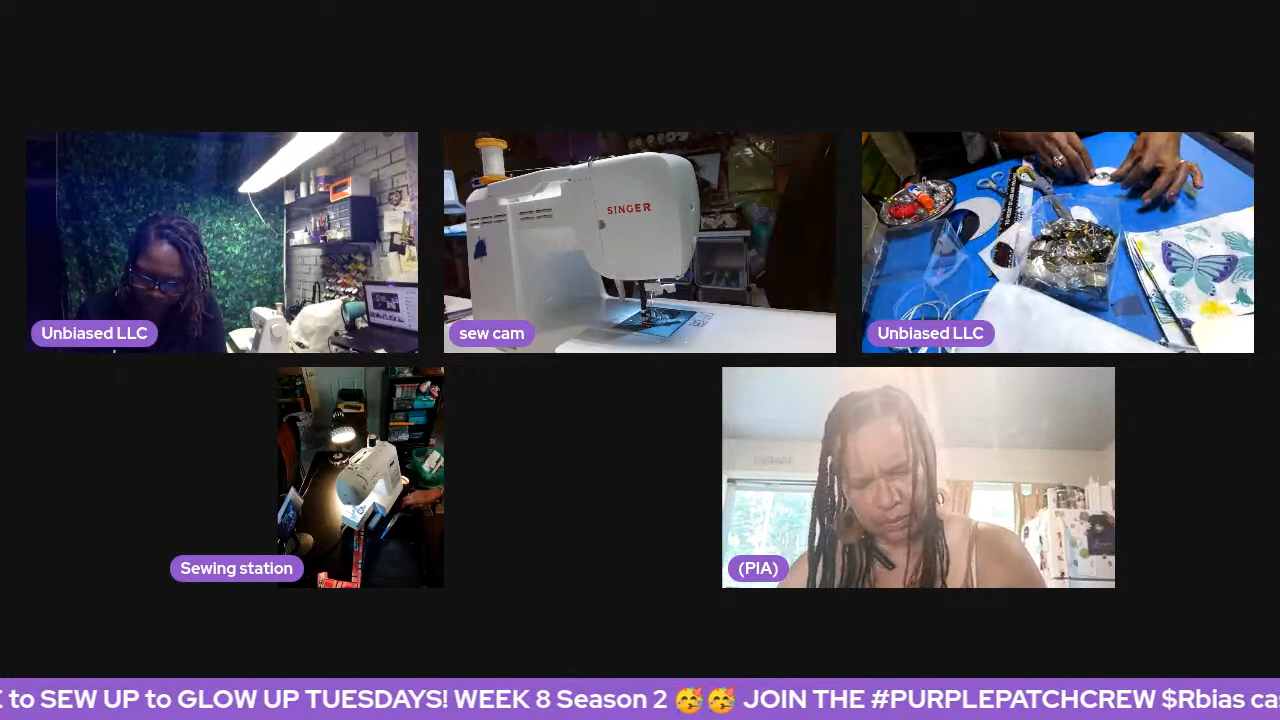 Unbiased LLC
SINGER
sew cam
Unbiased LLC
Sewing station
(PIA)
E to SEW UP to GLOW UP TUESDAYS! WEEK 8 Season 2 🥳🥳 JOIN THE #PURPLEPATCHCREW $Rbias ca